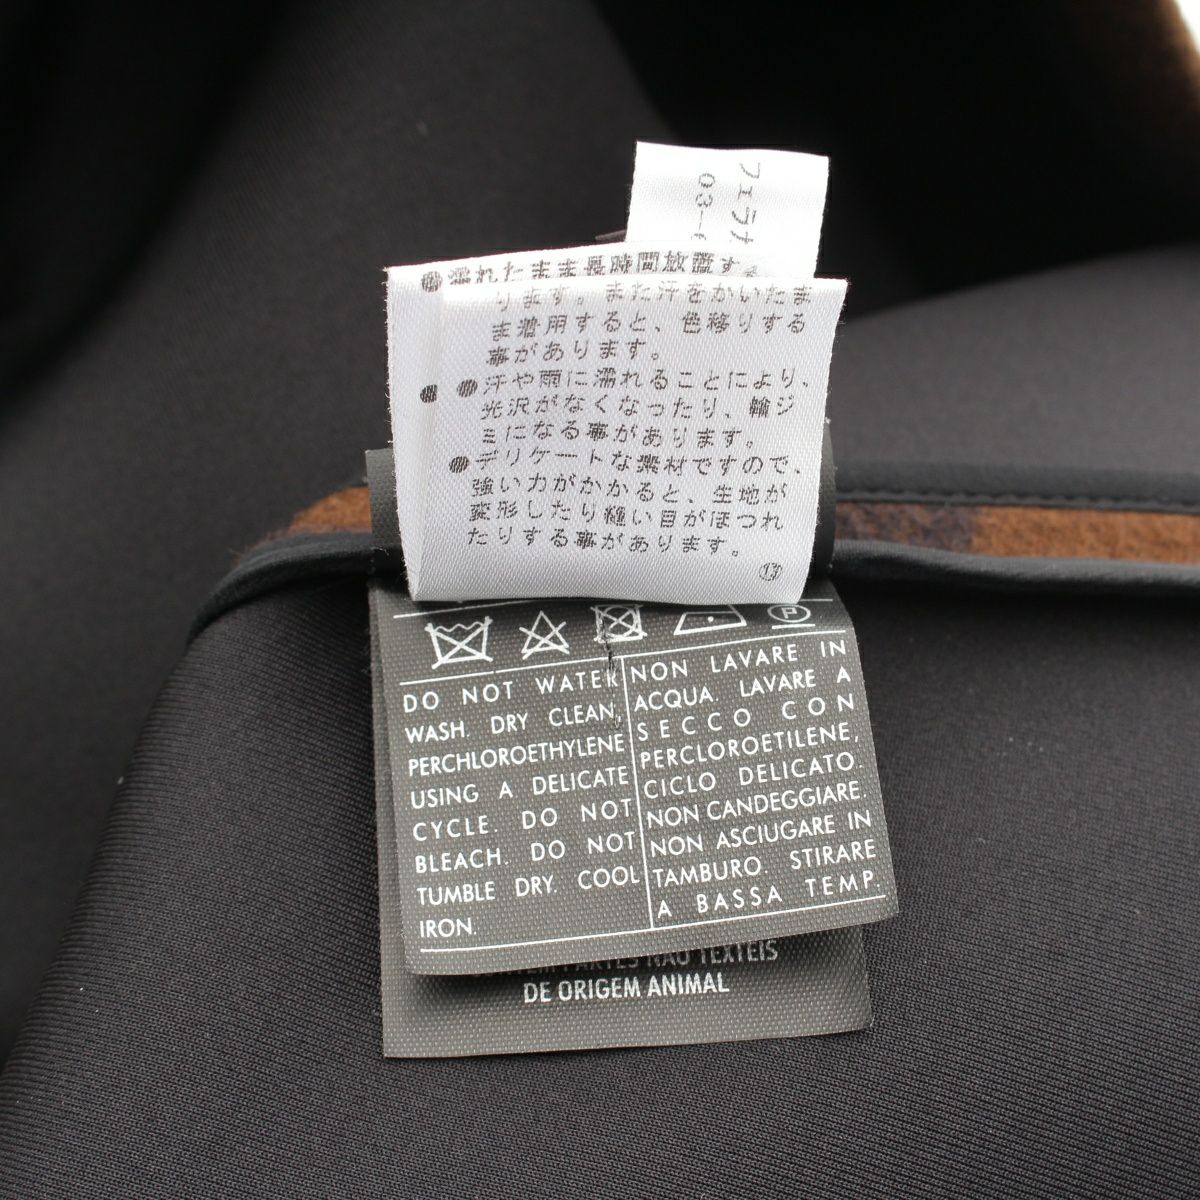 フェラガ
03-
●濡れたまま長時間放置する
ります。また汗をかいたま
ま着用すると、色移りする
事があります。
●汗や雨に濡れることにより、
光沢がなくなったり、輪ジ
ミになる事があります。
●デリケートな素材ですので、
強い力がかかると、生地が
変形したり縫い目がほつれ
たりする事があります。
⑬
P
DO NOT WATER
WASH. DRY CLEAN,
PERCHLOROETHYLENE
USING A DELICATE
CYCLE. DO NOT
BLEACH. DO NOT
TUMBLE DRY. COOL
IRON.
NON LAVARE IN
ACQUA. LAVARE A
SECCO CON
PERCLOROETILENE,
CICLO DELICATO.
NON CANDEGGIARE.
NON ASCIUGARE IN
TAMBURO STIRARE
A BASSA TEMP.
PARTES NÃO TÊXTEIS
DE ORIGEM ANIMAL